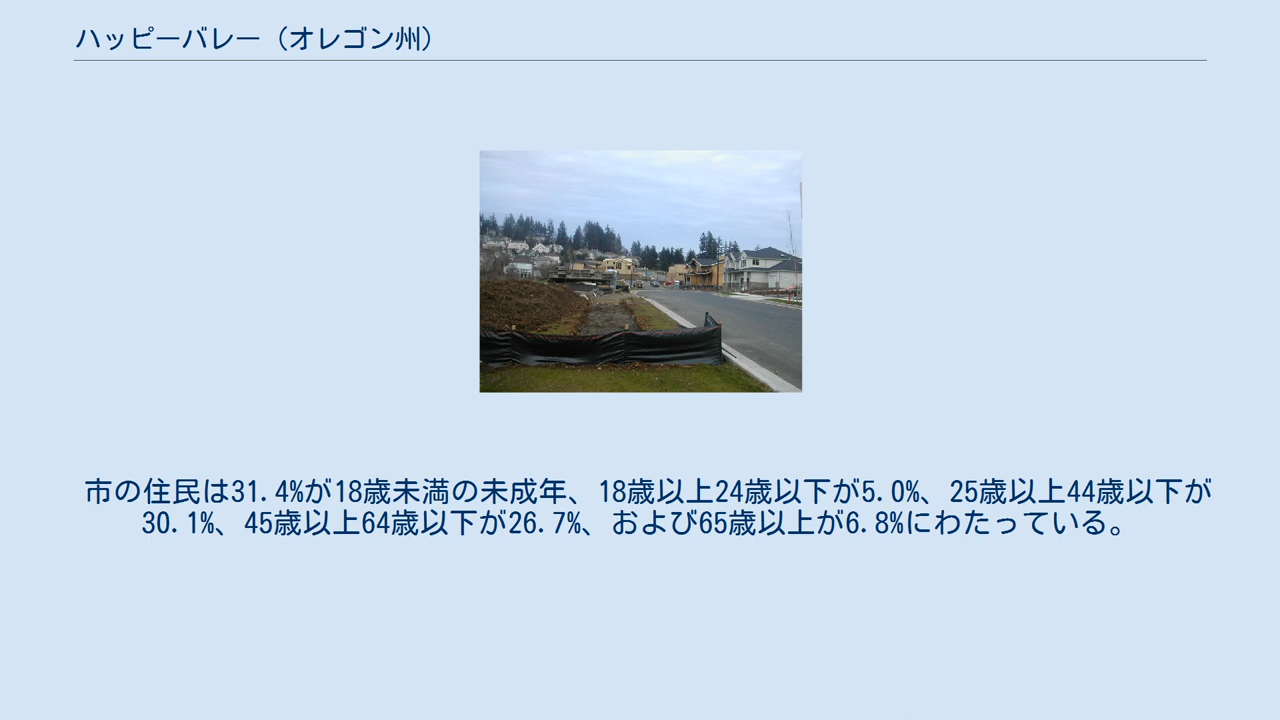 ハッピーバレー（オレゴン州）
市の住民は31.4%が18歳未満の未成年、18歳以上24歳以下が5.0%、25歳以上44歳以下が
30.1%、45歳以上64歳以下が26.7%、および65歳以上が6.8%にわたっている。